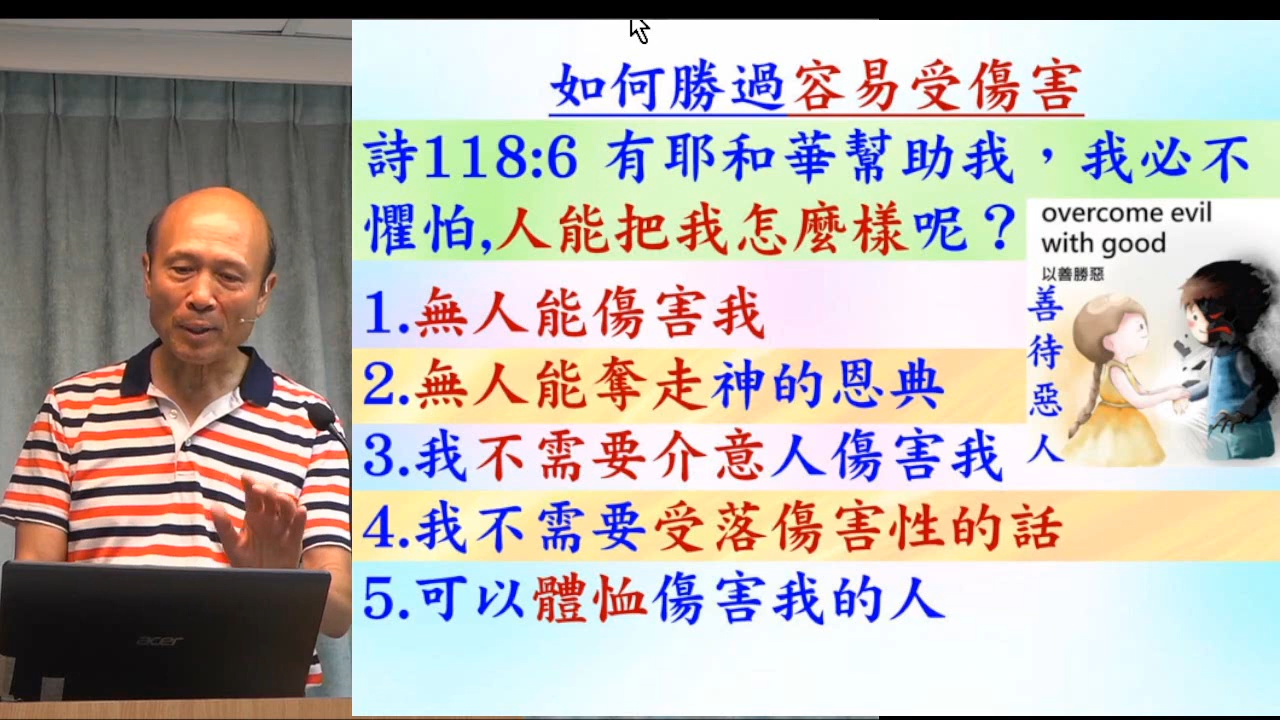 如何勝過容易受傷害
詩118:6 有耶和華幫助我，我必不
懼怕,人能把我怎麼樣呢？
1.無人能傷害我
2.無人能奪走神的恩典
3.我不需要介意人傷害我
4.我不需要受落傷害性的話
5.可以體恤傷害我的人
overcome evil
with good
以善勝惡
善待惡人
acer